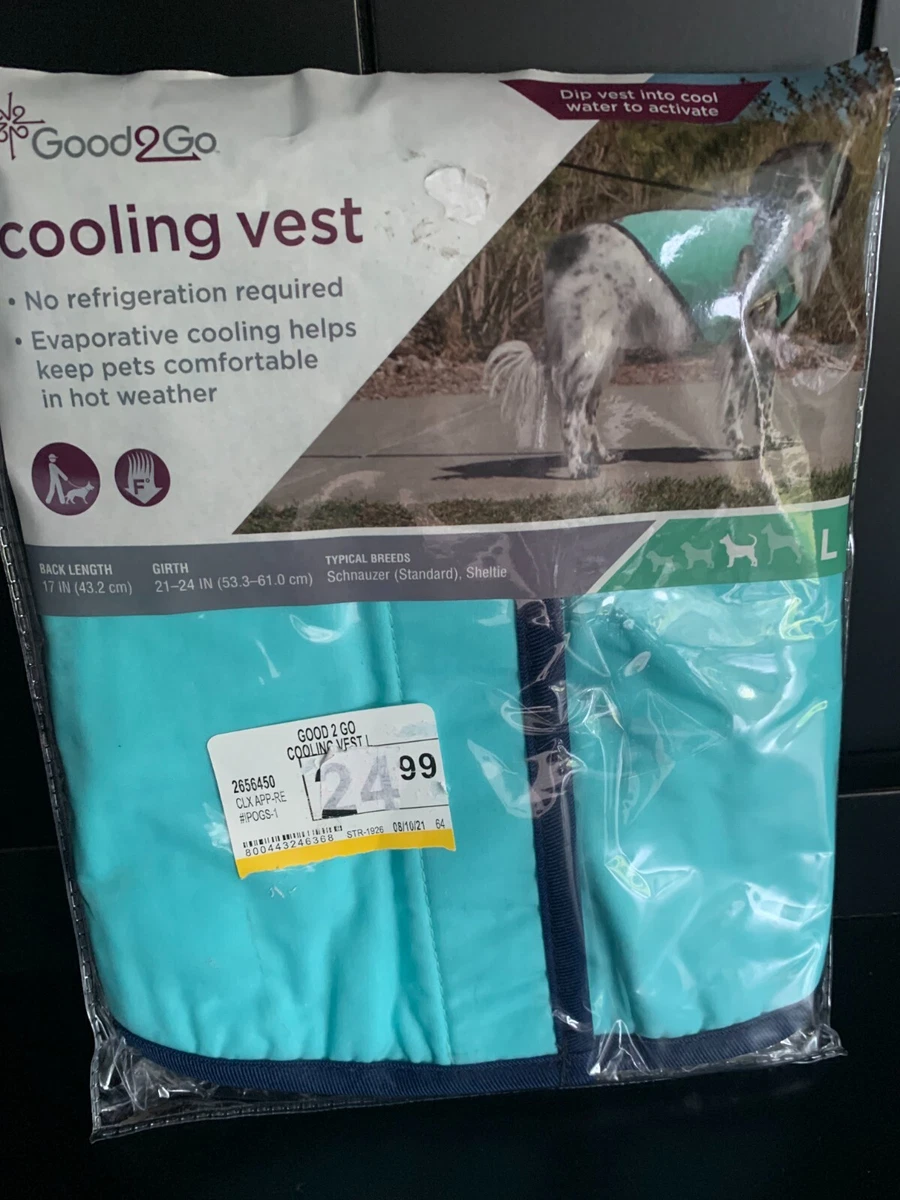 Dip vest into cool
water to activate
Good2Go
cooling vest
• No refrigeration required
• Evaporative cooling helps
keep pets comfortable
in hot weather
F°
BACK LENGTH
17 IN (43.2 cm)
GIRTH
21–24 IN (53.3–61.0 cm)
TYPICAL BREEDS
Schnauzer (Standard), Sheltie
L
GOOD 2 GO
COOLING VEST L
24 99
2656450
CLX APP-RE
#!POGS-1
800443246368 STR-1926 08/10/21 64